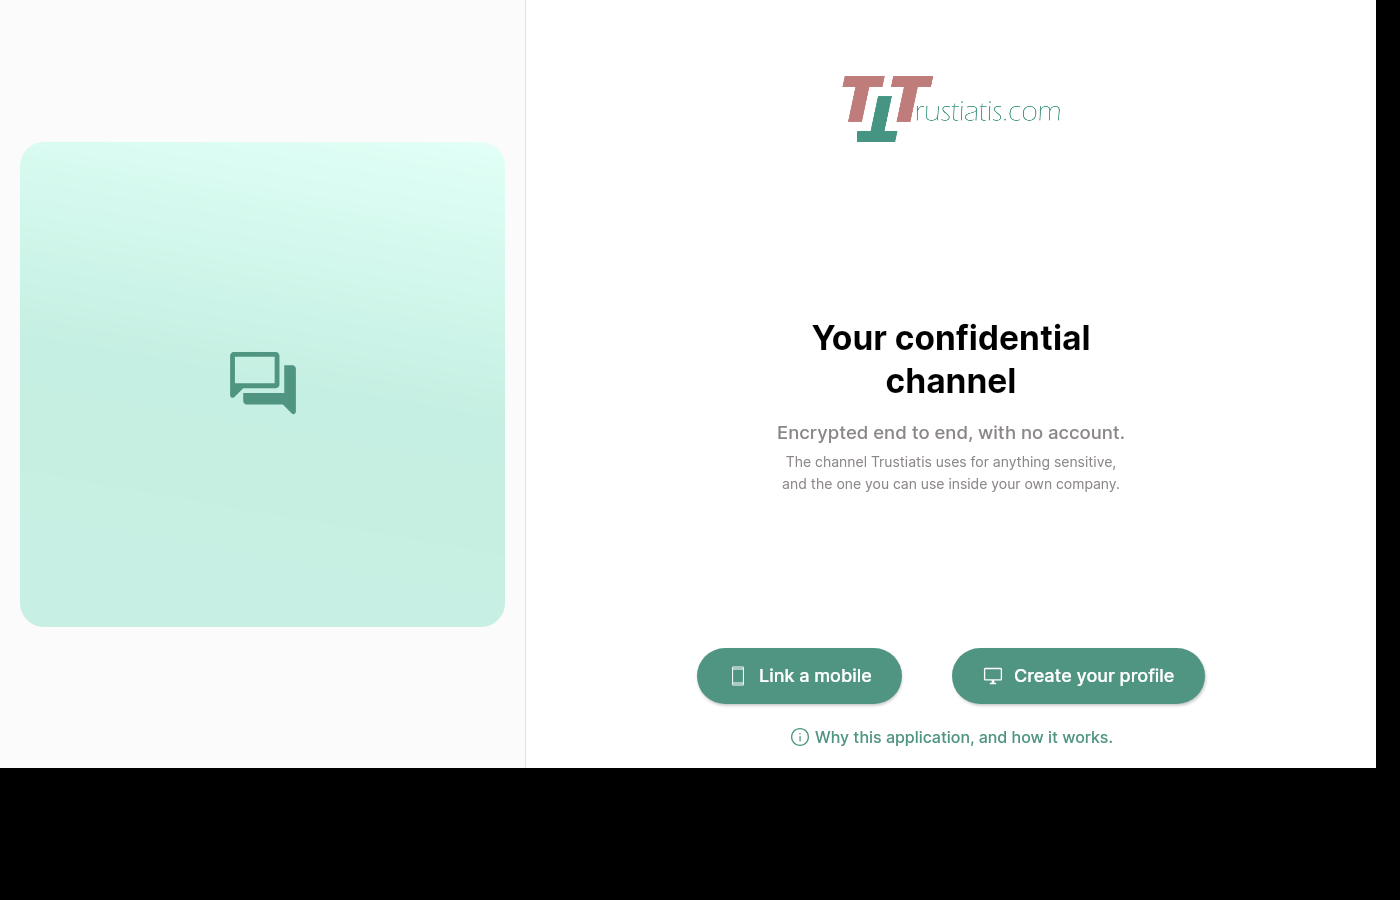 TITrustiatis.com
Your confidential
channel
Encrypted end to end, with no account.
The channel Trustiatis uses for anything sensitive,
and the one you can use inside your own company.
Link a mobile
Create your profile
Why this application, and how it works.